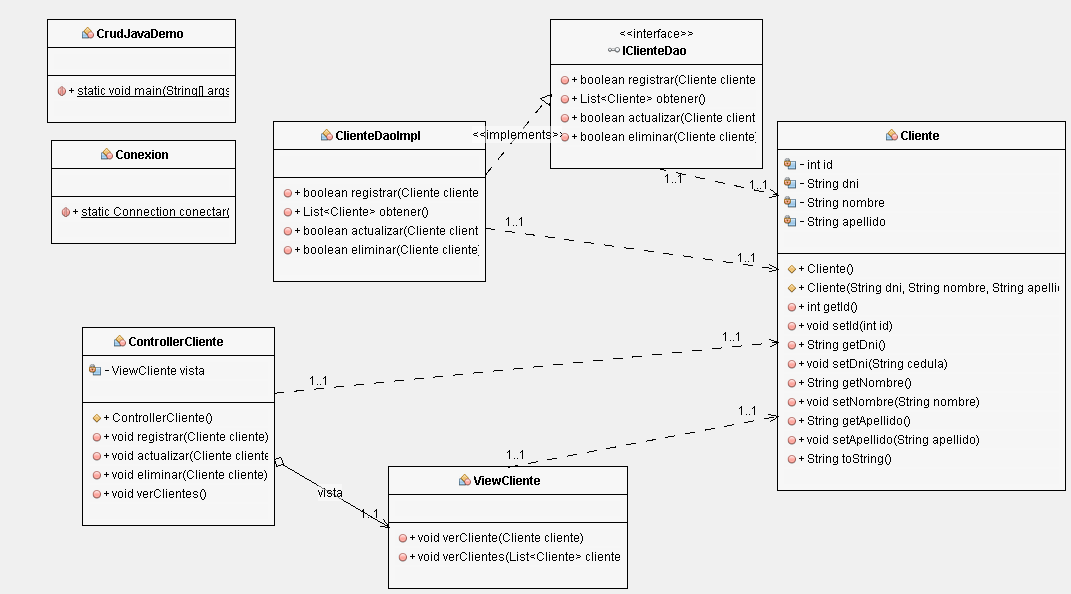 CrudJavaDemo
+ static void main(String[] args
Conexion
+ static Connection conectar(
<<interface>>
IClienteDao
+ boolean registrar(Cliente cliente
+ List<Cliente> obtener()
+ boolean actualizar(Cliente client
+ boolean eliminar(Cliente cliente)
ClienteDaoImpl
+ boolean registrar(Cliente cliente
+ List<Cliente> obtener()
+ boolean actualizar(Cliente client
+ boolean eliminar(Cliente cliente)
<<implements>>
1..1
1..1
1..1
1..1
Cliente
- int id
- String dni
- String nombre
- String apellido
+ Cliente()
+ Cliente(String dni, String nombre, String apelli
+ int getId()
+ void setId(int id)
+ String getDni()
+ void setDni(String cedula)
+ String getNombre()
+ void setNombre(String nombre)
+ String getApellido()
+ void setApellido(String apellido)
+ String toString()
ControllerCliente
- ViewCliente vista
+ ControllerCliente()
+ void registrar(Cliente cliente)
+ void actualizar(Cliente cliente
+ void eliminar(Cliente cliente)
+ void verClientes()
1..1
1..1
1..1
1..1
vista
1..1
ViewCliente
+ void verCliente(Cliente cliente)
+ void verClientes(List<Cliente> cliente